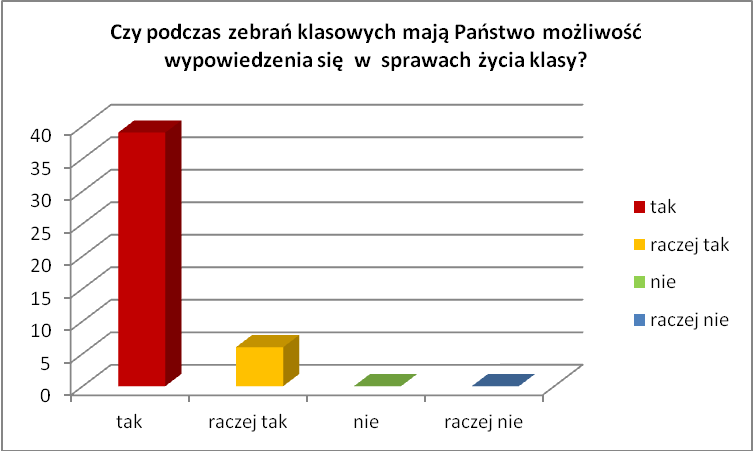 Czy podczas zebrań klasowych mają Państwo możliwość
wypowiedzenia się w sprawach życia klasy?
40
35
30
25
20
15
10
5
0
tak
raczej tak
nie
raczej nie
tak
raczej tak
nie
raczej nie